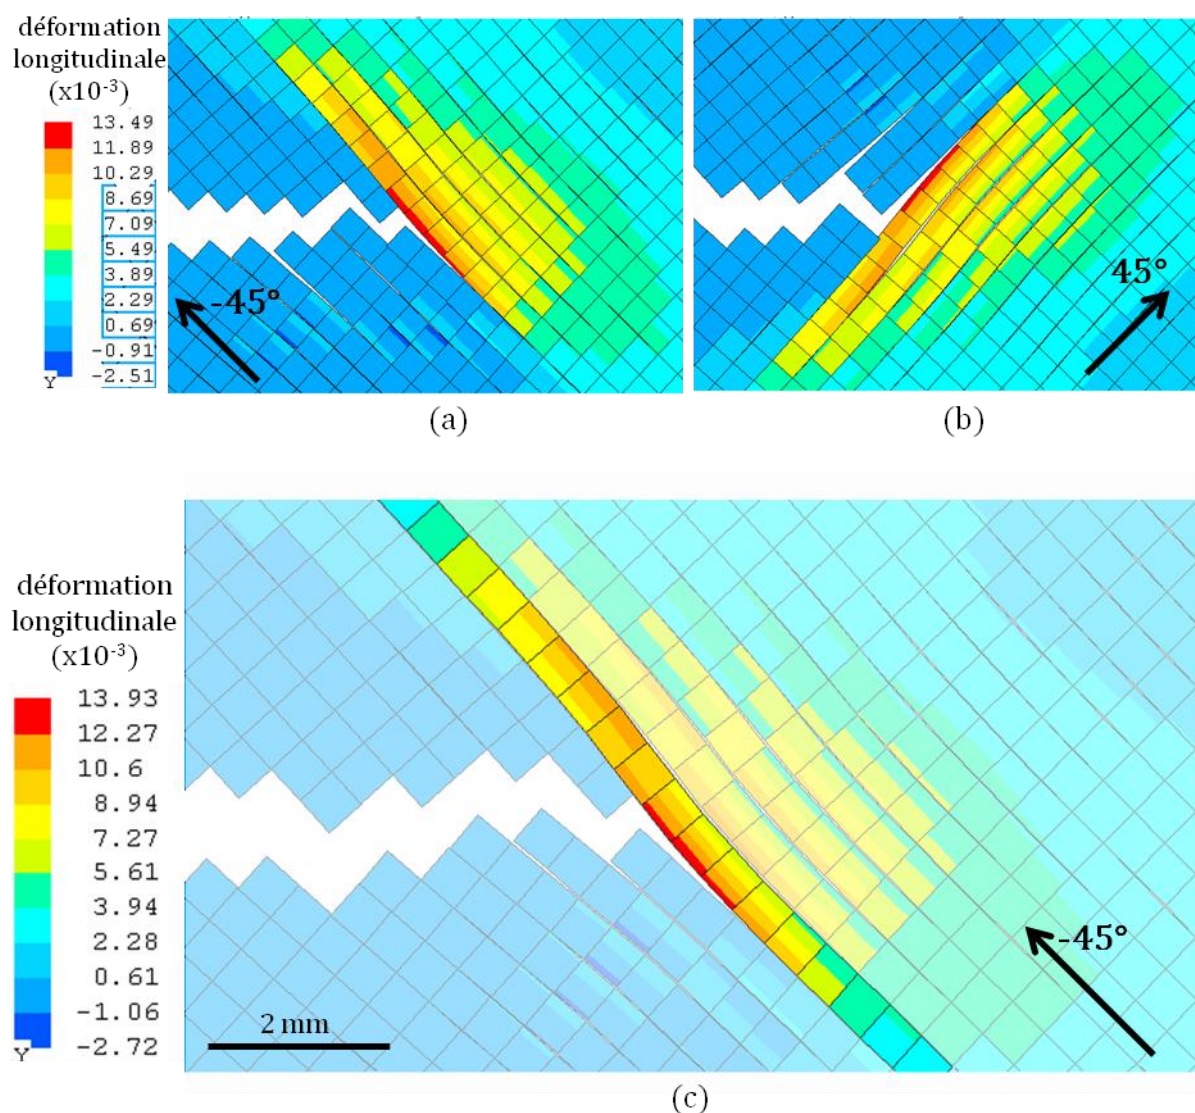 déformation
longitudinale
(x10⁻³)
13.49
11.89
10.29
8.69
7.09
5.49
3.89
2.29
0.69
-0.91
-2.51
Y
-45°
45°
(a)
(b)
déformation
longitudinale
(x10⁻³)
13.93
12.27
10.6
8.94
7.27
5.61
3.94
2.28
0.61
-1.06
-2.72
Y
-45°
2 mm
(c)